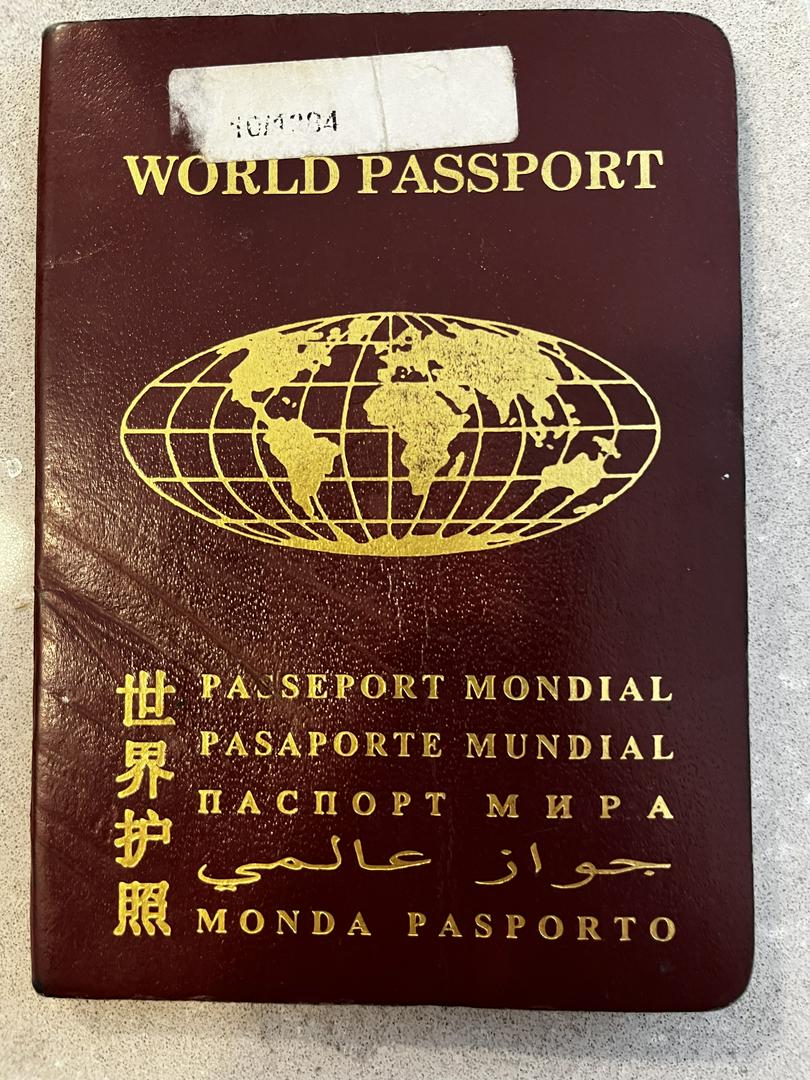 WORLD PASSPORT
世界护照
PASSEPORT MONDIAL
PASAPORTE MUNDIAL
ПАСПОРТ МИРА
جواز عالمي
MONDA PASPORTO